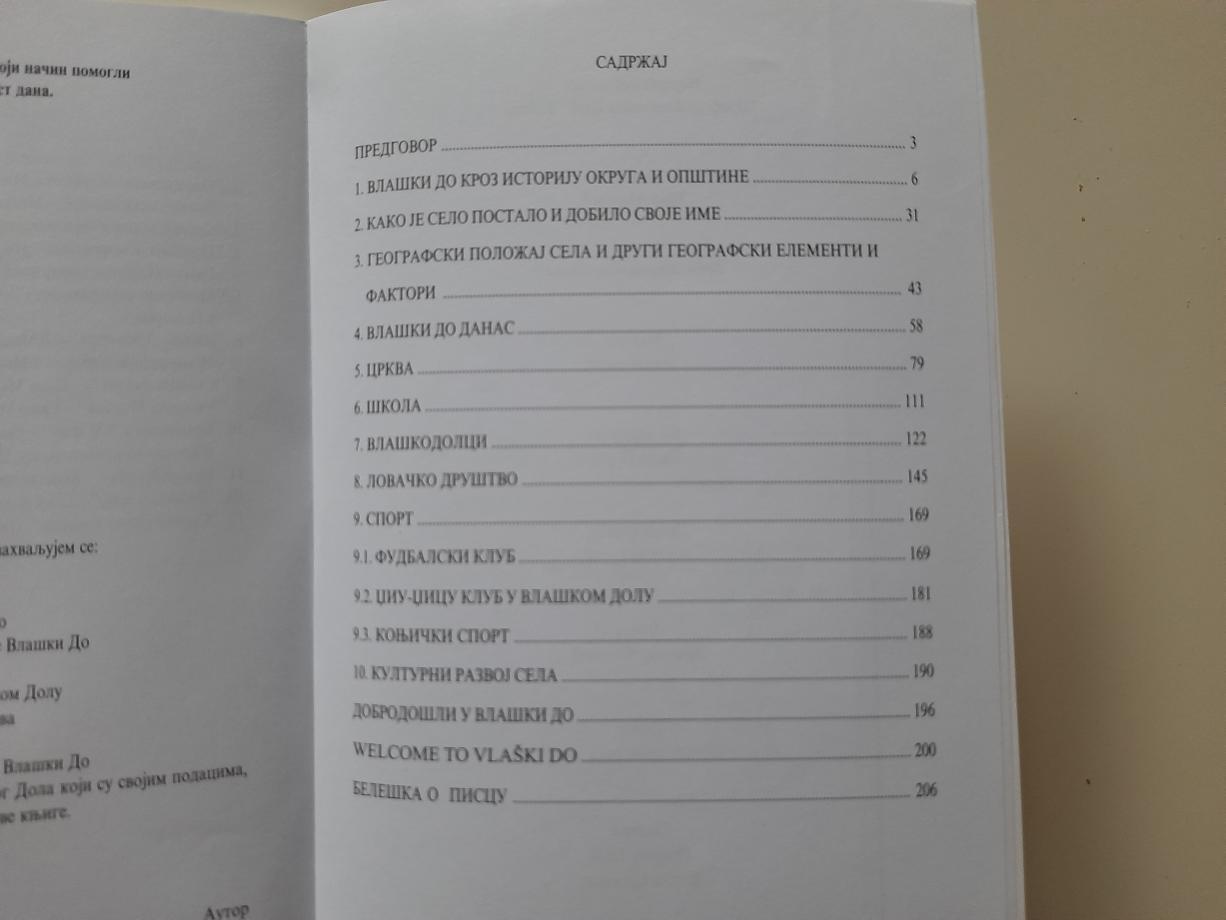 оји начин помогли
ст дана.
ахваљујем се:
о
Влашки До
ом Долу
ва
Влашки До
ог Дола који су својим подацима,
ве књиге.
Аутор
САДРЖАЈ
ПРЕДГОВОР 3
1. ВЛАШКИ ДО КРОЗ ИСТОРИЈУ ОКРУГА И ОПШТИНЕ 6
2. КАКО ЈЕ СЕЛО ПОСТАЛО И ДОБИЛО СВОЈЕ ИМЕ 31
3. ГЕОГРАФСКИ ПОЛОЖАЈ СЕЛА И ДРУГИ ГЕОГРАФСКИ ЕЛЕМЕНТИ И
ФАКТОРИ 43
4. ВЛАШКИ ДО ДАНАС 58
5. ЦРКВА 79
6. ШКОЛА 111
7. ВЛАШКОДОЛЦИ 122
8. ЛОВАЧКО ДРУШТВО 145
9. СПОРТ 169
9.1. ФУДБАЛСКИ КЛУБ 169
9.2. ЏИУ-ЏИЦУ КЛУБ У ВЛАШКОМ ДОЛУ 181
9.3. КОЊИЧКИ СПОРТ 188
10. КУЛТУРНИ РАЗВОЈ СЕЛА 190
ДОБРОДОШЛИ У ВЛАШКИ ДО 196
WELCOME TO VLAŠKI DO 200
БЕЛЕШКА О ПИСЦУ 206